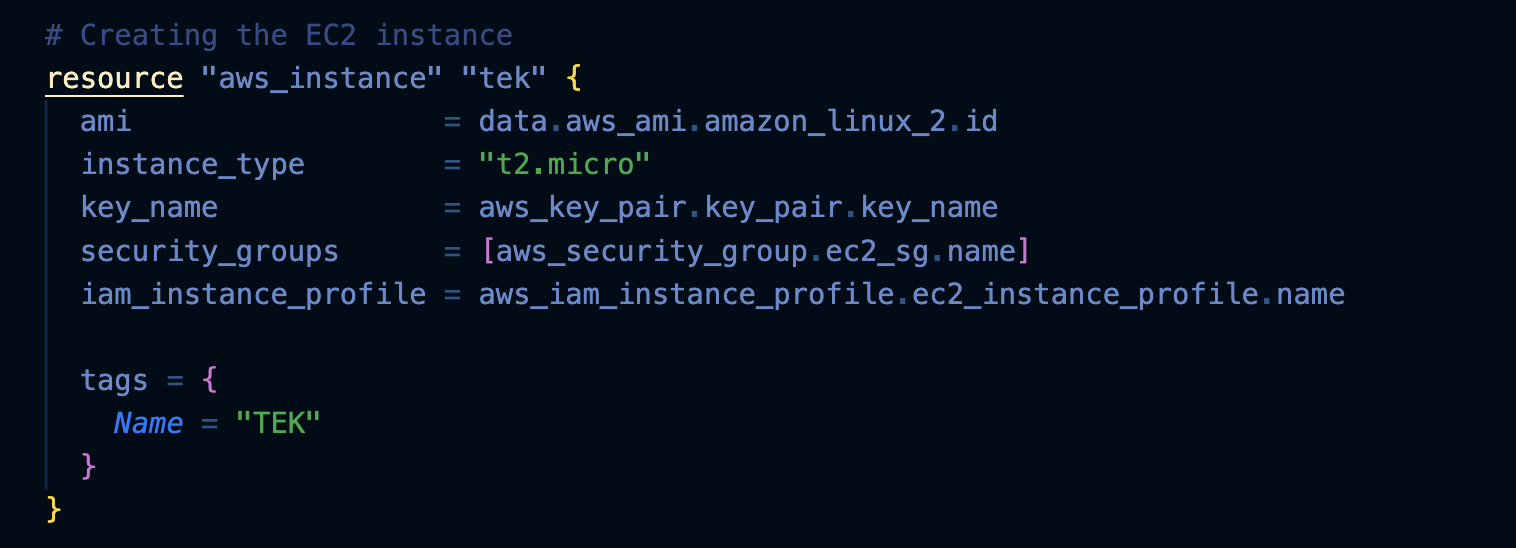 # Creating the EC2 instance
resource "aws_instance" "tek" {
  ami                  = data.aws_ami.amazon_linux_2.id
  instance_type        = "t2.micro"
  key_name             = aws_key_pair.key_pair.key_name
  security_groups      = [aws_security_group.ec2_sg.name]
  iam_instance_profile = aws_iam_instance_profile.ec2_instance_profile.name

  tags = {
    Name = "TEK"
  }
}